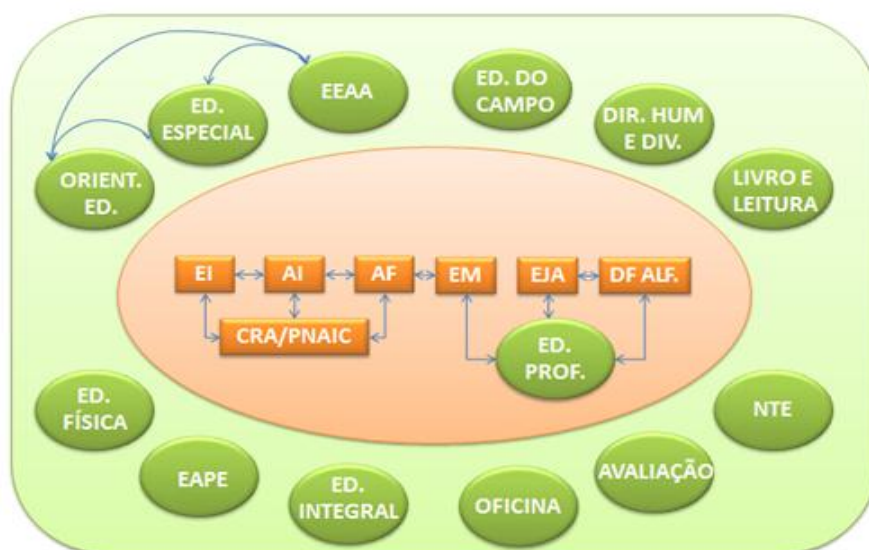 EEAA
ED. DO
CAMPO
ED.
ESPECIAL
DIR. HUM
E DIV.
ORIENT.
ED.
LIVRO E
LEITURA
EI
AI
AF
EM
EJA
DF ALF.
CRA/PNAIC
ED.
PROF.
ED.
FÍSICA
NTE
EAPE
AVALIAÇÃO
ED.
INTEGRAL
OFICINA